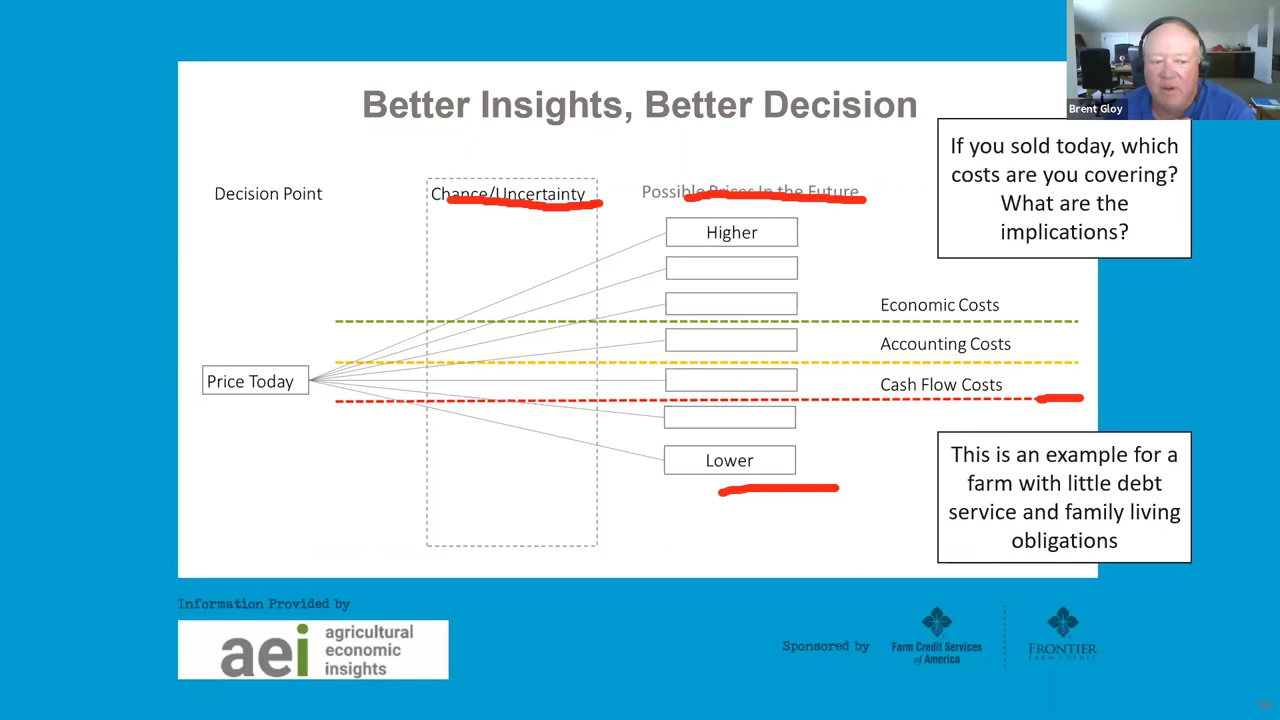 Better Insights, Better Decision
Brent Gloy
If you sold today, which
costs are you covering?
What are the
implications?
Decision Point
Chance/Uncertainty
Possible Prices In the Future
Higher
Economic Costs
Accounting Costs
Price Today
Cash Flow Costs
Lower
This is an example for a
farm with little debt
service and family living
obligations
Information Provided by
aei
agricultural
economic
insights
Sponsored by
Farm Credit Services
of America
FRONTIER
FARM CREDIT